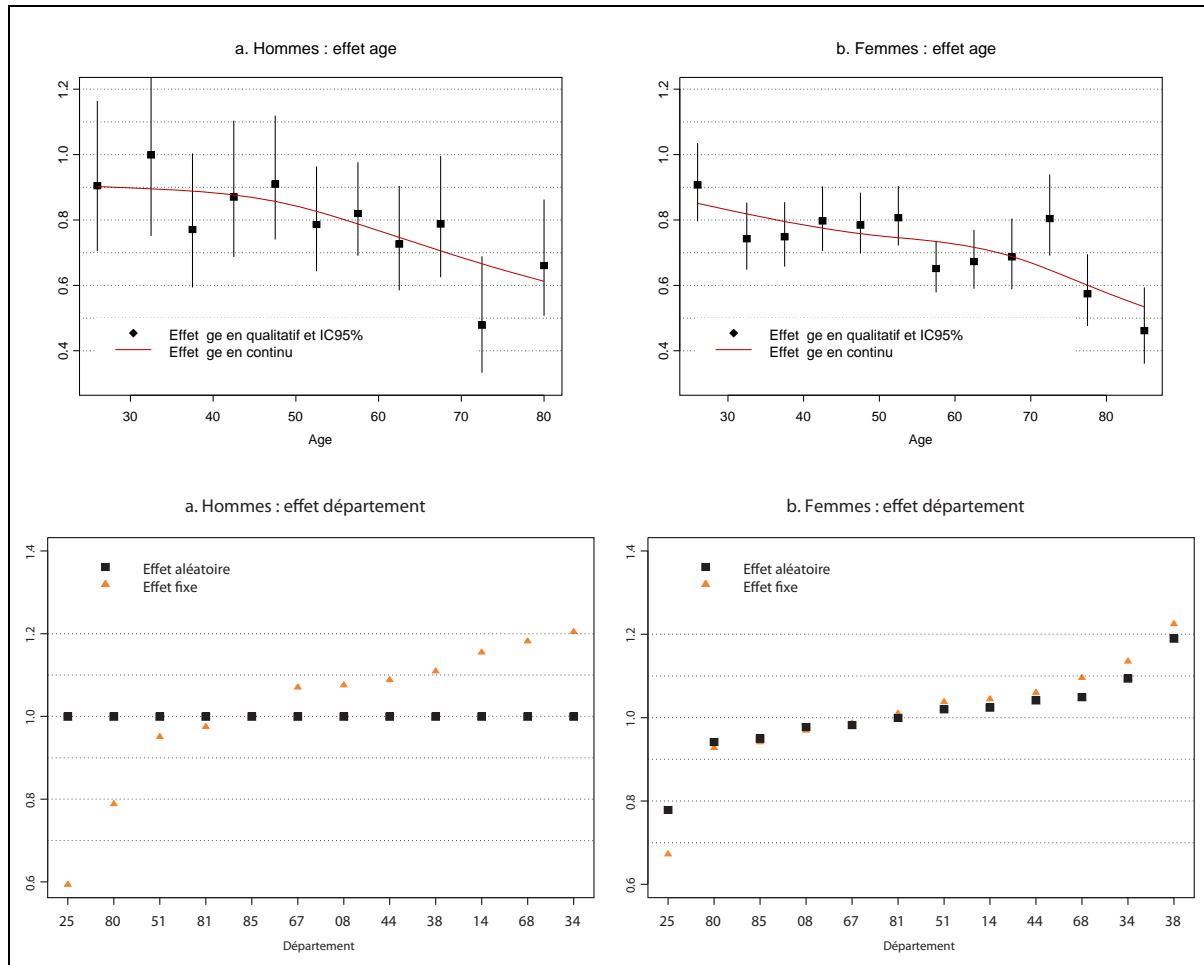 a. Hommes : effet age
1.2
1.0
0.8
0.6
0.4
Effet ge en qualitatif et IC95%
Effet ge en continu
30 40 50 60 70 80
Age
b. Femmes : effet age
1.2
1.0
0.8
0.6
0.4
Effet ge en qualitatif et IC95%
Effet ge en continu
30 40 50 60 70 80
Age
a. Hommes : effet département
1.4
1.2
1.0
0.8
0.6
Effet aléatoire
Effet fixe
25 80 51 81 85 67 08 44 38 14 68 34
Département
b. Femmes : effet département
1.4
1.2
1.0
0.8
0.6
Effet aléatoire
Effet fixe
25 80 85 08 67 81 51 14 44 68 34 38
Département